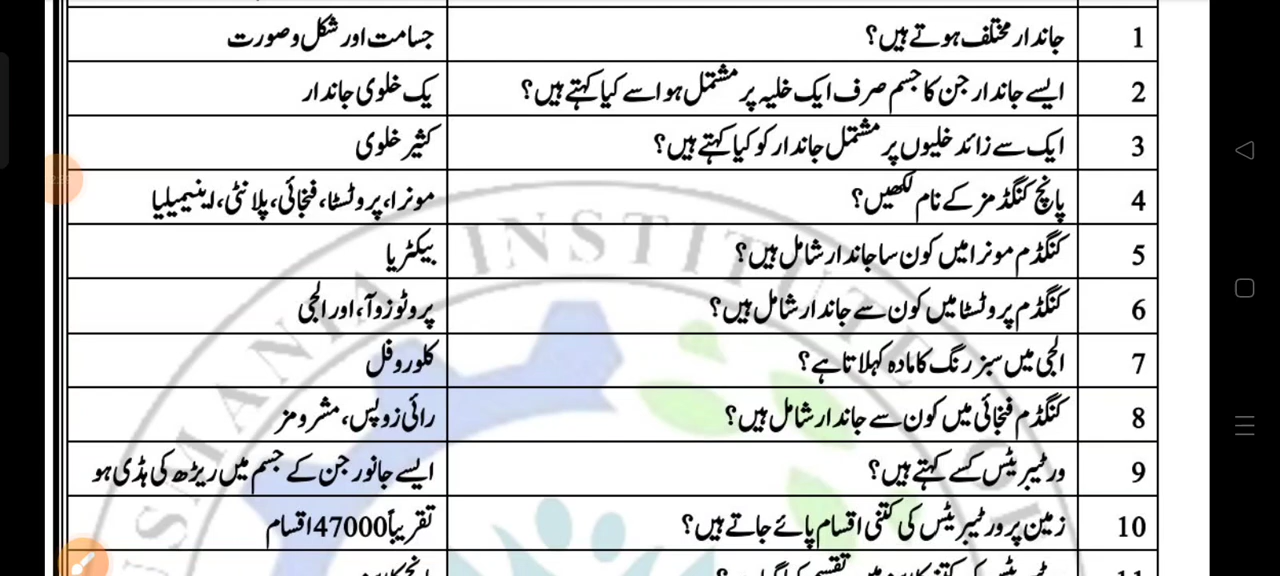 1 جاندار مختلف ہوتے ہیں؟ جسامت اور شکل و صورت
2 ایسے جاندار جن کا جسم صرف ایک خلیہ پر مشتمل ہو اسے کیا کہتے ہیں؟ یک خلوی جاندار
3 ایک سے زائد خلیوں پر مشتمل جاندار کو کیا کہتے ہیں؟ کثیر خلوی
4 پانچ کنگڈمز کے نام لکھیں؟ مونرا، پروٹسٹا، فنجائی، پلانٹی، اینیمیلیا
5 کنگڈم مونرا میں کون سا جاندار شامل ہیں؟ بیکٹریا
6 کنگڈم پروٹسٹا میں کون سے جاندار شامل ہیں؟ پروٹوزوآ، اور الجی
7 الجی میں سبز رنگ کا مادہ کہلاتا ہے؟ کلوروفل
8 کنگڈم فنجائی میں کون سے جاندار شامل ہیں؟ رائی زوپس، مشرومز
9 ورٹیبریٹس کسے کہتے ہیں؟ ایسے جانور جن کے جسم میں ریڑھ کی ہڈی ہو
10 زمین پر ورٹیبریٹس کی کتنی اقسام پائے جاتے ہیں؟ تقریباً 47000 اقسام
USMANIA INSTITUTE OF